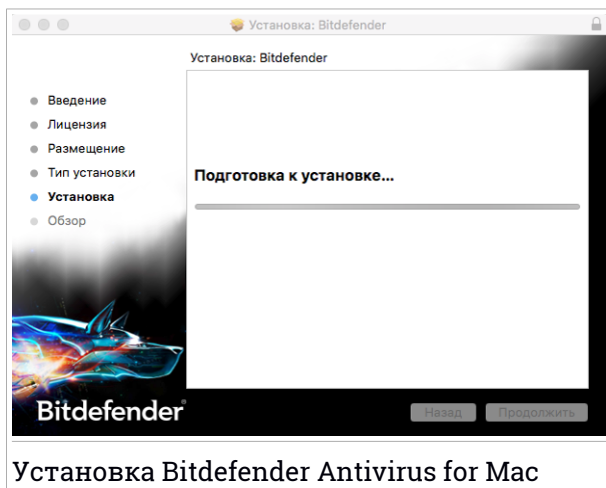 Установка: Bitdefender
Установка: Bitdefender
Введение
Лицензия
Размещение
Тип установки
Установка
Обзор
Подготовка к установке...
Bitdefender®
Назад Продолжить
Установка Bitdefender Antivirus for Mac